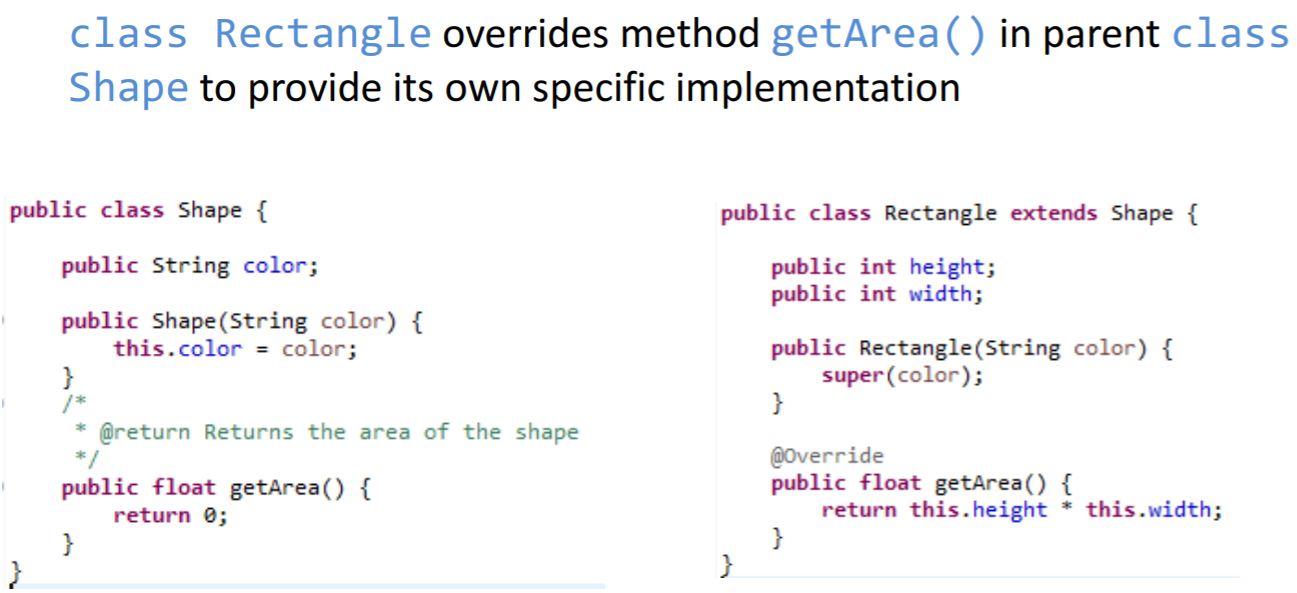 class Rectangle overrides method getArea() in parent class
Shape to provide its own specific implementation
public class Shape {
public String color;
public Shape(String color) {
this.color = color;
}
/*
* @return Returns the area of the shape
*/
public float getArea() {
return 0;
}
}
public class Rectangle extends Shape {
public int height;
public int width;
public Rectangle(String color) {
super(color);
}
@Override
public float getArea() {
return this.height * this.width;
}
}